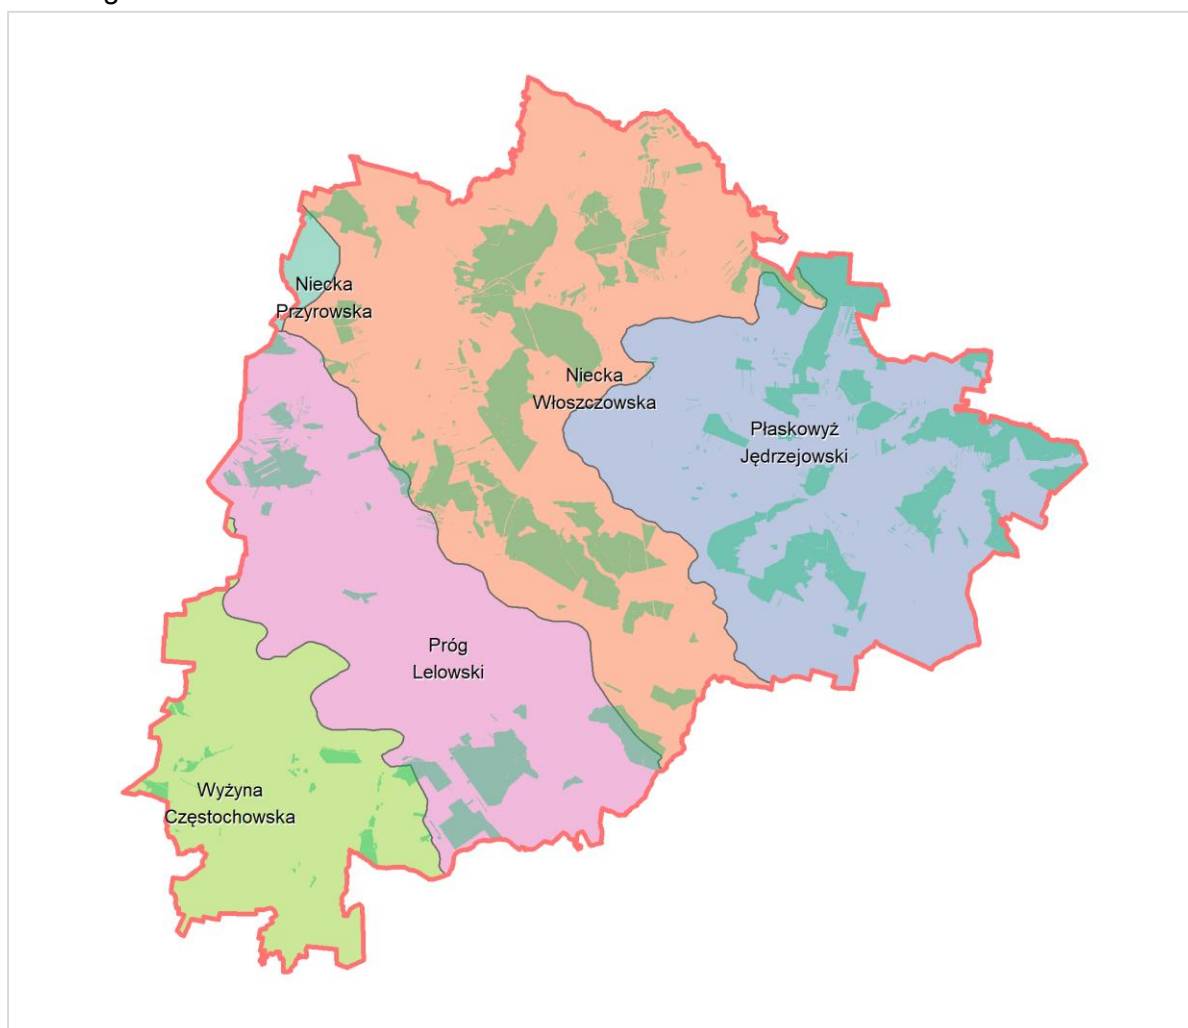 Niecka
Przyrowska
Niecka
Włoszczowska
Płaskowyż
Jędrzejowski
Próg
Lelowski
Wyżyna
Częstochowska